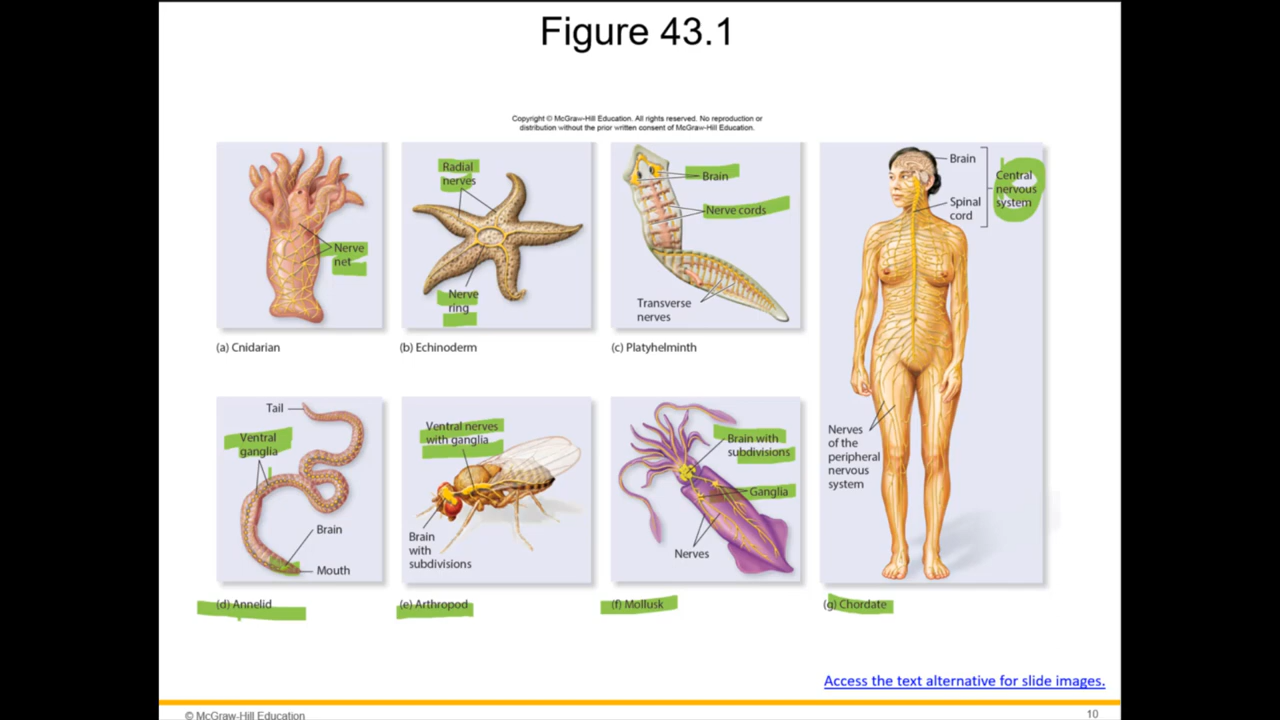 Figure 43.1
Copyright © McGraw-Hill Education. All rights reserved. No reproduction or
distribution without the prior written consent of McGraw-Hill Education.
Nerve
net
(a) Cnidarian
Radial
nerves
Nerve
ring
(b) Echinoderm
Brain
Nerve cords
Transverse
nerves
(c) Platyhelminth
Tail
Ventral
ganglia
Brain
Mouth
(d) Annelid
Ventral nerves
with ganglia
Brain
with
subdivisions
(e) Arthropod
Brain with
subdivisions
Ganglia
Nerves
(f) Mollusk
Brain
Spinal
cord
Central
nervous
system
Nerves
of the
peripheral
nervous
system
(g) Chordate
Access the text alternative for slide images.
© McGraw-Hill Education
10